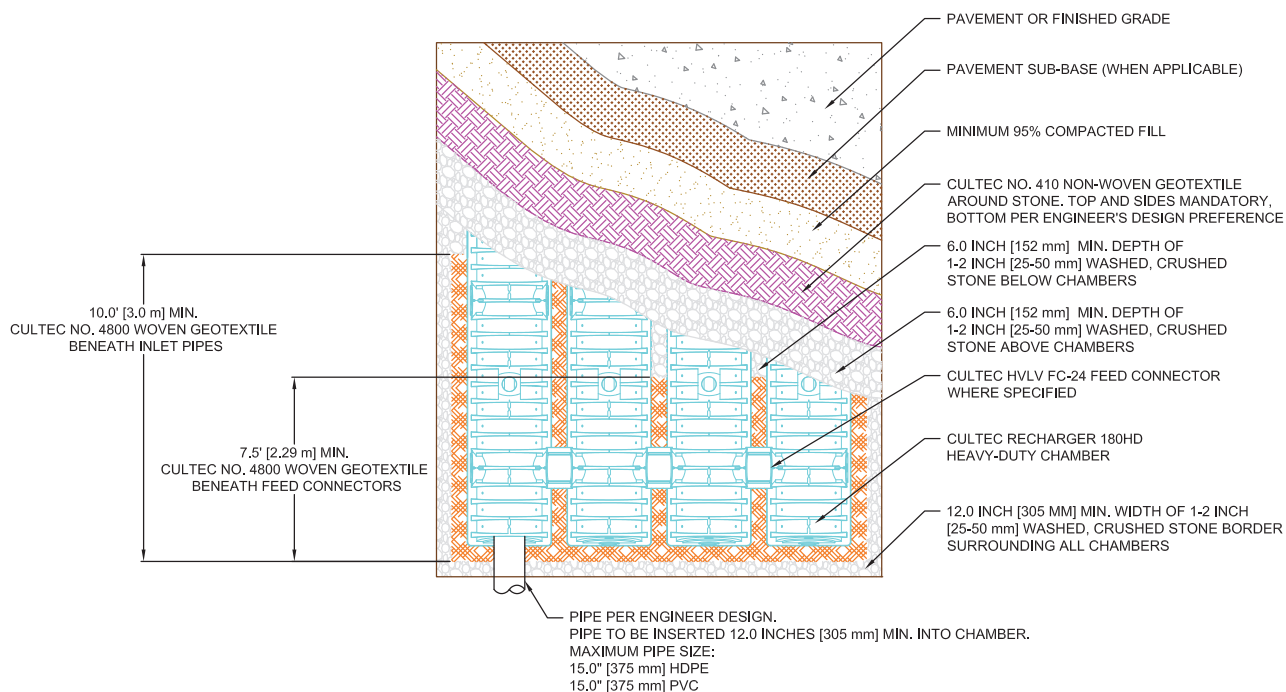 PAVEMENT OR FINISHED GRADE
PAVEMENT SUB-BASE (WHEN APPLICABLE)
MINIMUM 95% COMPACTED FILL
CULTEC NO. 410 NON-WOVEN GEOTEXTILE
AROUND STONE. TOP AND SIDES MANDATORY,
BOTTOM PER ENGINEER'S DESIGN PREFERENCE
6.0 INCH [152 mm] MIN. DEPTH OF
1-2 INCH [25-50 mm] WASHED, CRUSHED
STONE BELOW CHAMBERS
6.0 INCH [152 mm] MIN. DEPTH OF
1-2 INCH [25-50 mm] WASHED, CRUSHED
STONE ABOVE CHAMBERS
CULTEC HVLV FC-24 FEED CONNECTOR
WHERE SPECIFIED
CULTEC RECHARGER 180HD
HEAVY-DUTY CHAMBER
12.0 INCH [305 MM] MIN. WIDTH OF 1-2 INCH
[25-50 mm] WASHED, CRUSHED STONE BORDER
SURROUNDING ALL CHAMBERS
10.0' [3.0 m] MIN.
CULTEC NO. 4800 WOVEN GEOTEXTILE
BENEATH INLET PIPES
7.5' [2.29 m] MIN.
CULTEC NO. 4800 WOVEN GEOTEXTILE
BENEATH FEED CONNECTORS
PIPE PER ENGINEER DESIGN.
PIPE TO BE INSERTED 12.0 INCHES [305 mm] MIN. INTO CHAMBER.
MAXIMUM PIPE SIZE:
15.0" [375 mm] HDPE
15.0" [375 mm] PVC